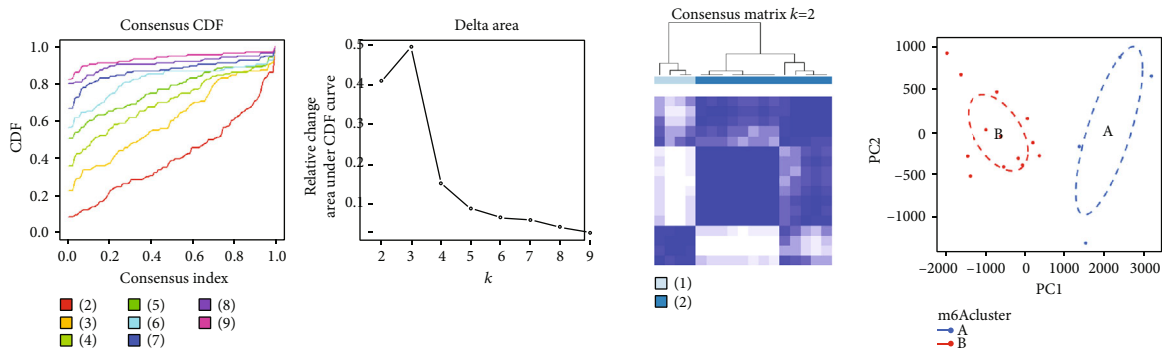 Consensus CDF
CDF
1.0
0.8
0.6
0.4
0.2
0.0
0.0 0.2 0.4 0.6 0.8 1.0
Consensus index
(2) (5) (8)
(3) (6) (9)
(4) (7)
Delta area
Relative change
area under CDF curve
0.5
0.4
0.3
0.2
0.1
2 3 4 5 6 7 8 9
k
Consensus matrix k=2
(1)
(2)
PC2
1000
500
0
−500
−1000
A
B
−2000 −1000 0 1000 2000 3000
PC1
m6Acluster
A
B